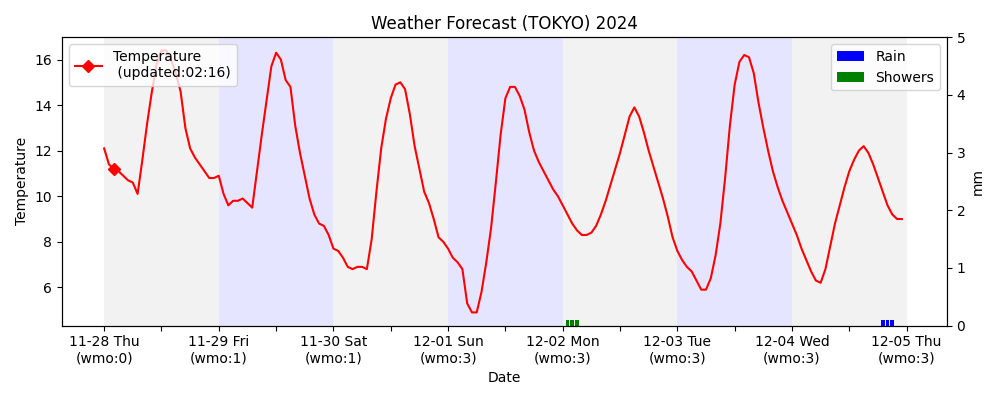 Weather Forecast (TOKYO) 2024
Temperature
(updated:02:16)
Rain
Showers
16
14
12
10
8
6
Temperature
5
4
3
2
1
0
mm
11-28 Thu
(wmo:0)
11-29 Fri
(wmo:1)
11-30 Sat
(wmo:1)
12-01 Sun
(wmo:3)
12-02 Mon
(wmo:3)
12-03 Tue
(wmo:3)
12-04 Wed
(wmo:3)
12-05 Thu
(wmo:3)
Date